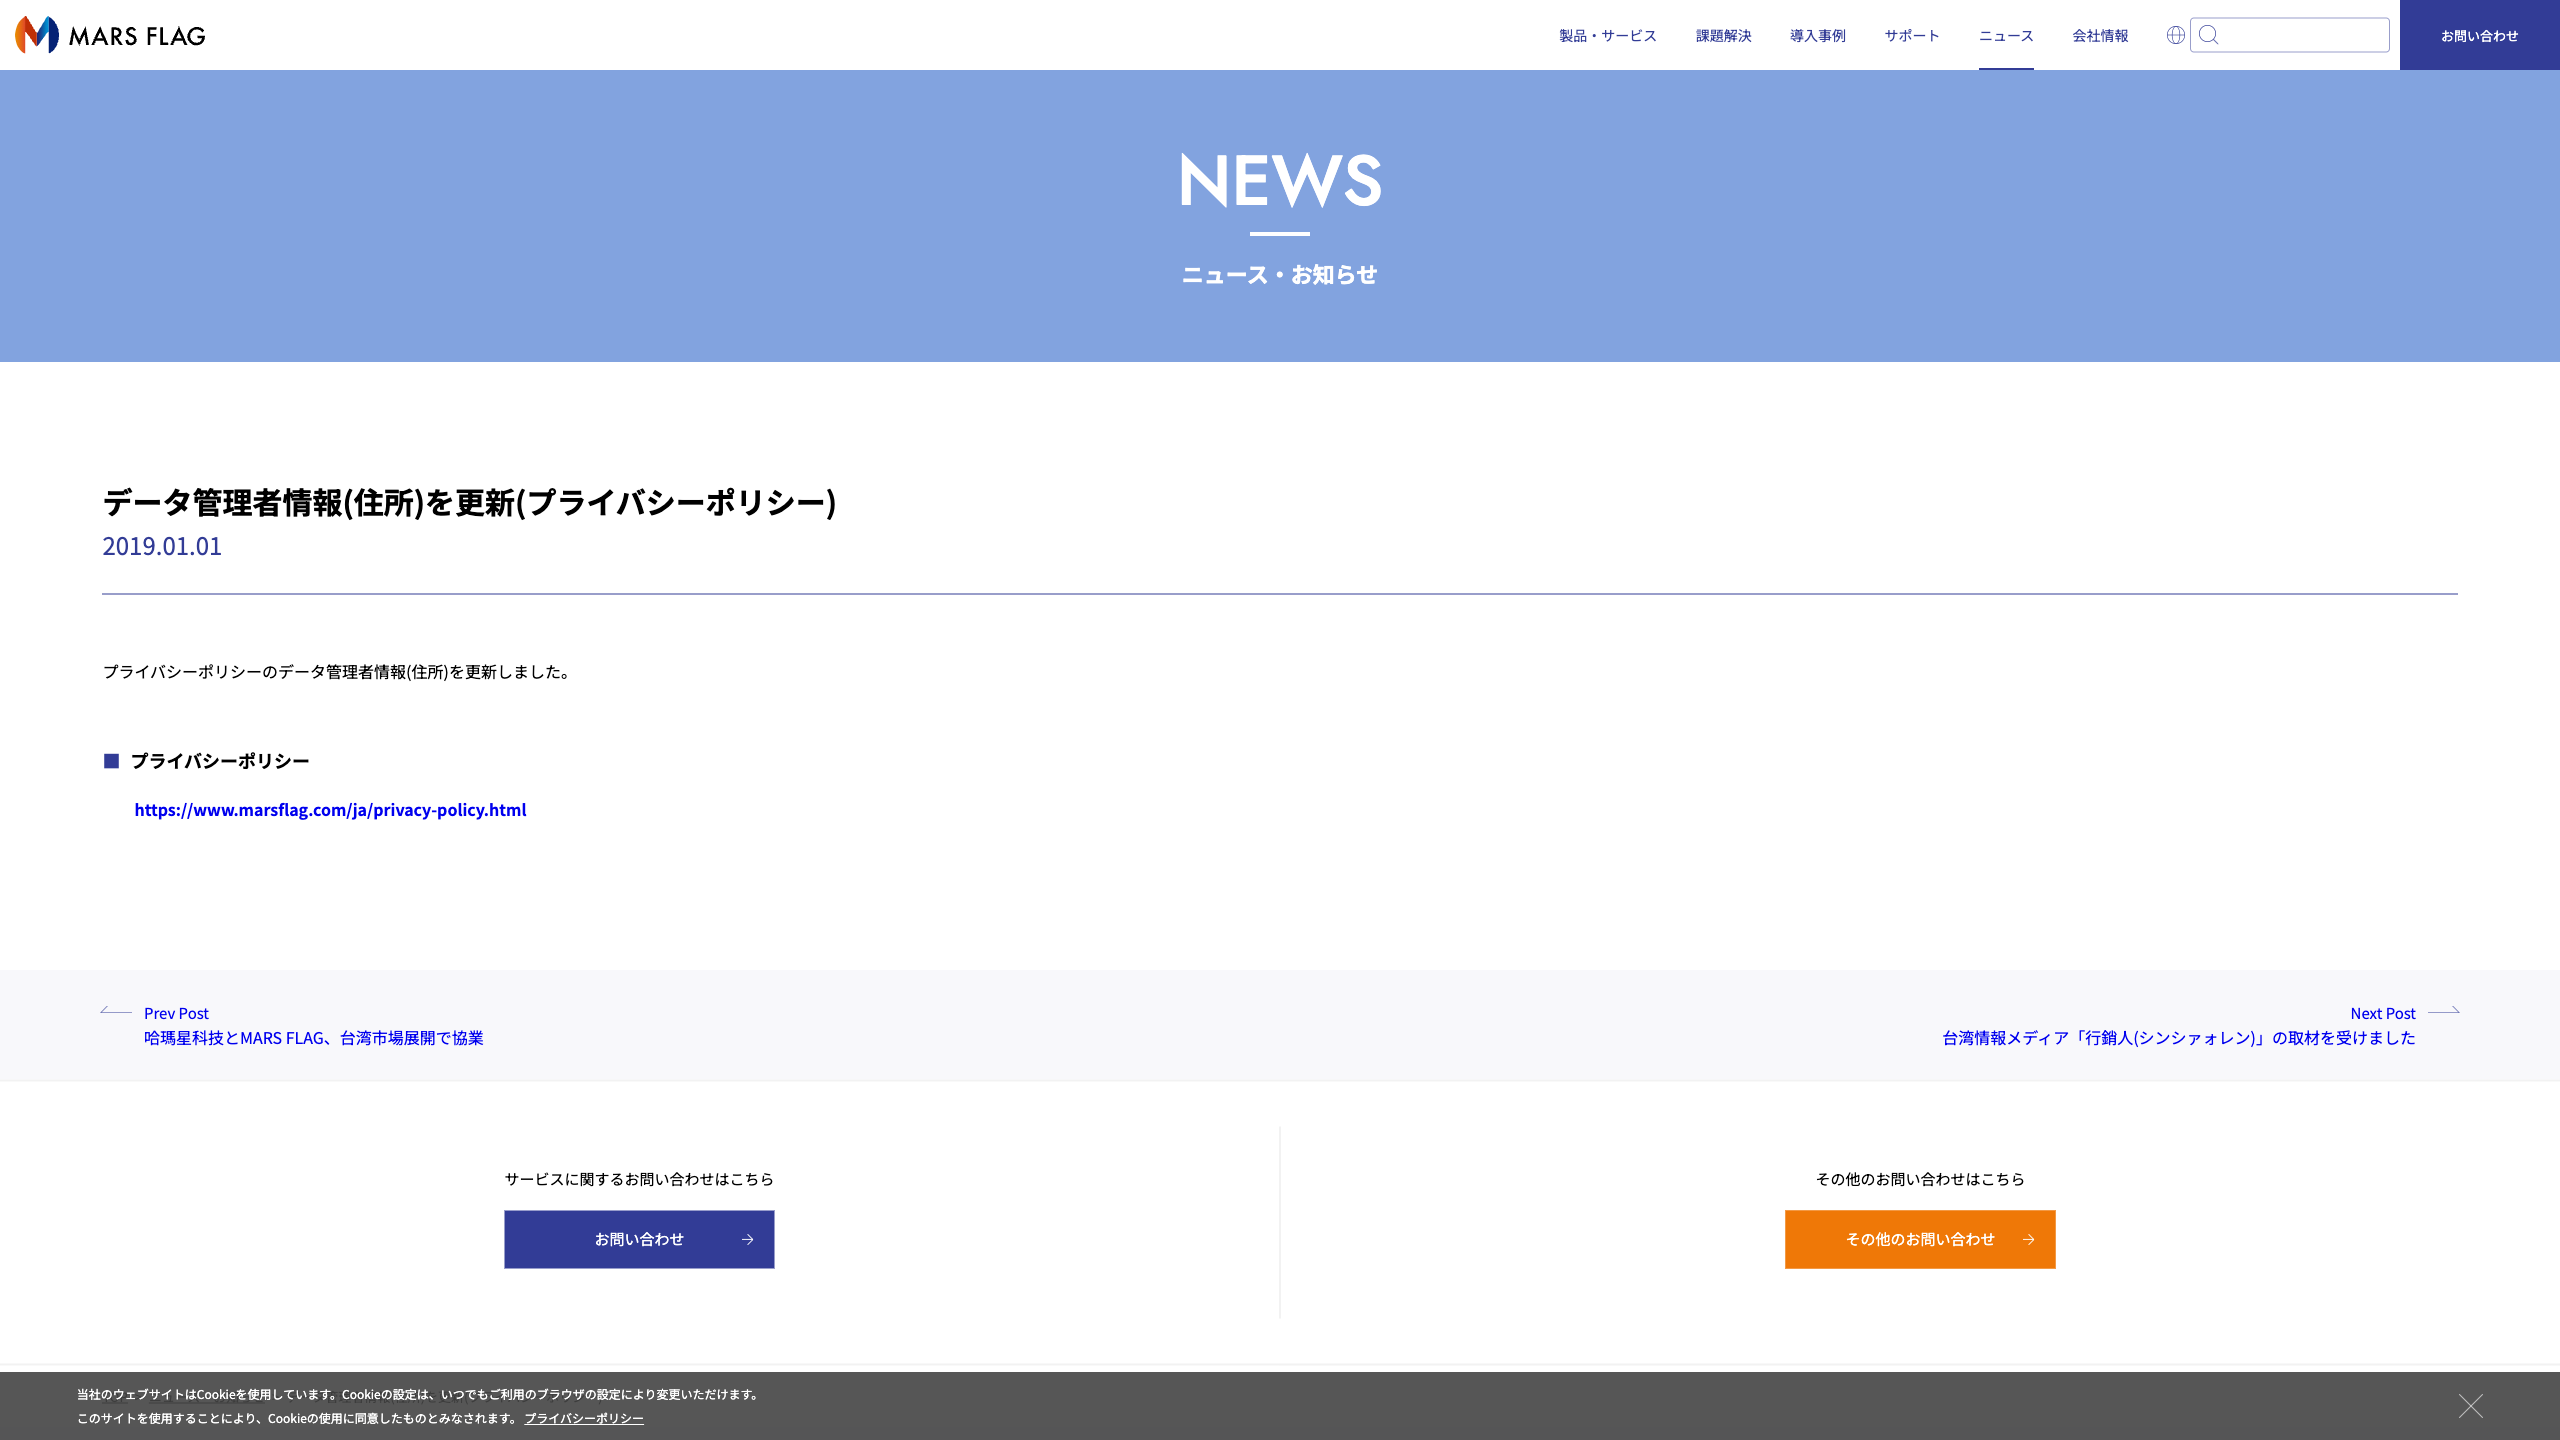 MARS FLAG
製品・サービス
課題解決
導入事例
サポート
ニュース
会社情報
お問い合わせ
NEWS
ニュース・お知らせ
データ管理者情報(住所)を更新(プライバシーポリシー)
2019.01.01
プライバシーポリシーのデータ管理者情報(住所)を更新しました。
■ プライバシーポリシー
https://www.marsflag.com/ja/privacy-policy.html
Prev Post
哈瑪星科技とMARS FLAG、台湾市場展開で協業
Next Post
台湾情報メディア「行銷人(シンシァォレン)」の取材を受けました
サービスに関するお問い合わせはこちら
お問い合わせ
その他のお問い合わせはこちら
その他のお問い合わせ
当社のウェブサイトはCookieを使用しています。Cookieの設定は、いつでもご利用のブラウザの設定により変更いただけます。
このサイトを使用することにより、Cookieの使用に同意したものとみなされます。 プライバシーポリシー